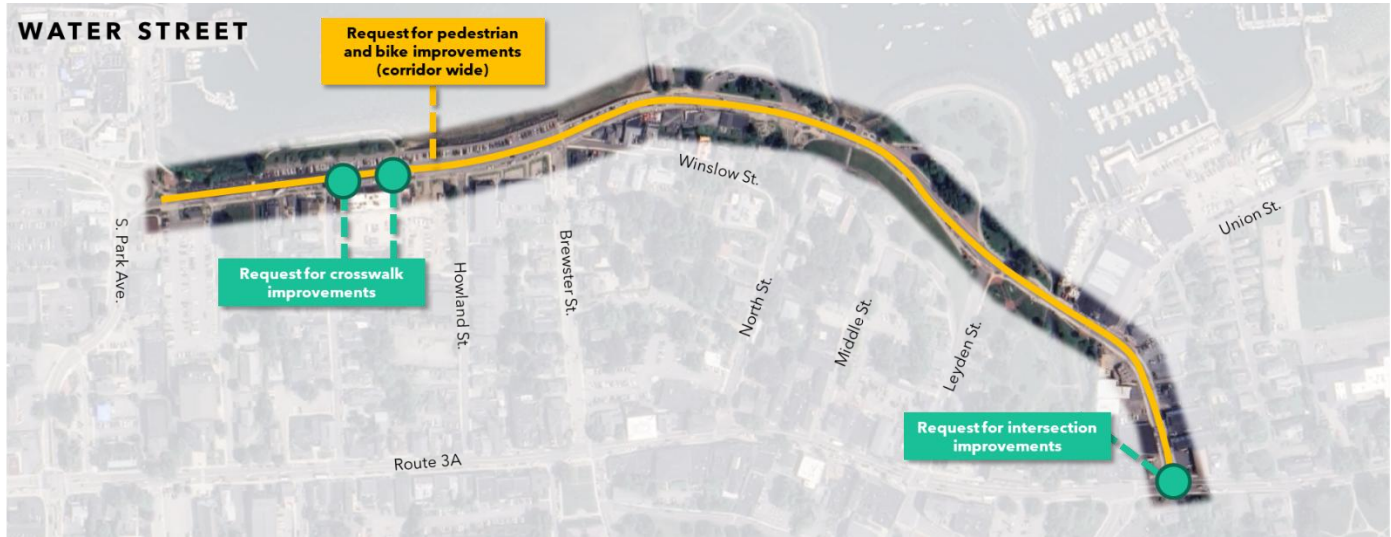 WATER STREET
Request for pedestrian
and bike improvements
(corridor wide)
Winslow St.
Union St.
S. Park Ave.
Request for crosswalk
improvements
Howland St.
Brewster St.
North St.
Middle St.
Leyden St.
Request for intersection
improvements
Route 3A